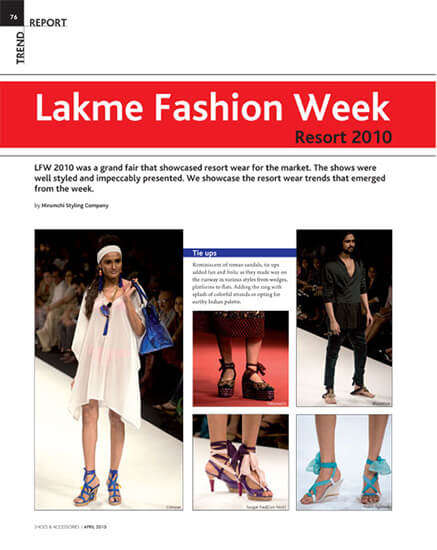 76
TREND
REPORT
Lakme Fashion Week
Resort 2010
LFW 2010 was a grand fair that showcased resort wear for the market. The shows were
well styled and impeccably presented. We showcase the resort wear trends that emerged
from the week.
by Mirumchi Styling Company
Tie ups
Reminiscent of roman sandals, tie ups
added fun and frolic as they made way on
the runway in various styles from wedges,
platforms to flats. Adding the zing with
splash of colorful strands or opting for
earthy Indian palette.
SHOES & ACCESSORIES / APRIL 2010